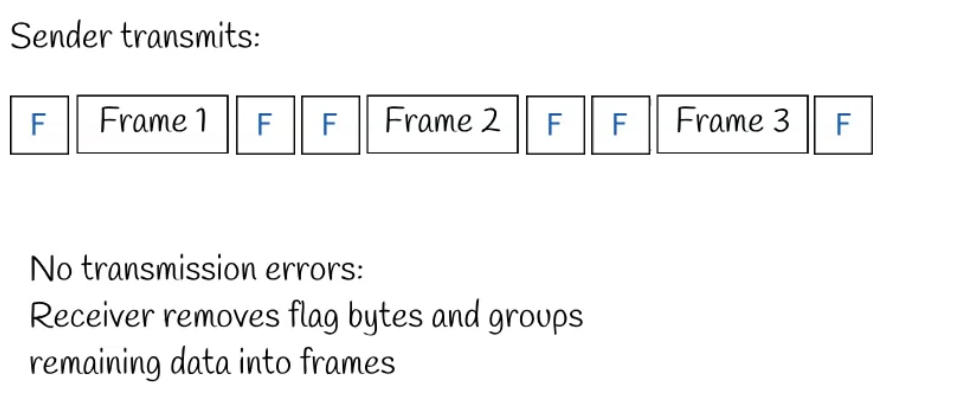 Sender transmits:
F Frame 1 F F Frame 2 F F Frame 3 F
No transmission errors:
Receiver removes flag bytes and groups
remaining data into frames